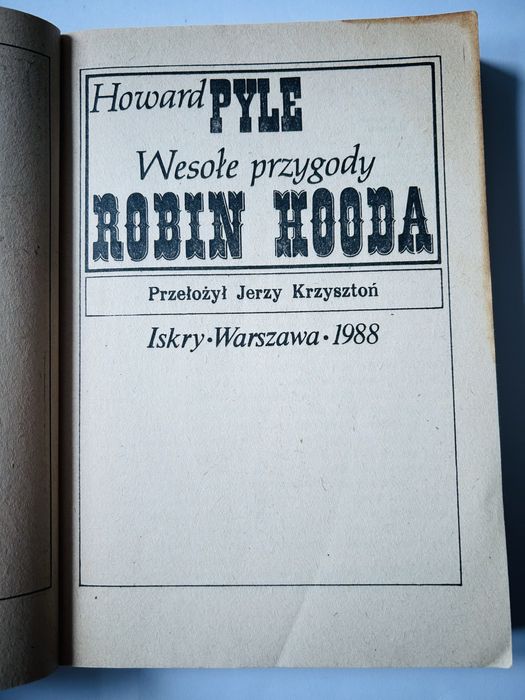 Howard PYLE
Wesołe przygody
ROBIN HOODA
Przełożył Jerzy Krzysztoń
Iskry • Warszawa • 1988